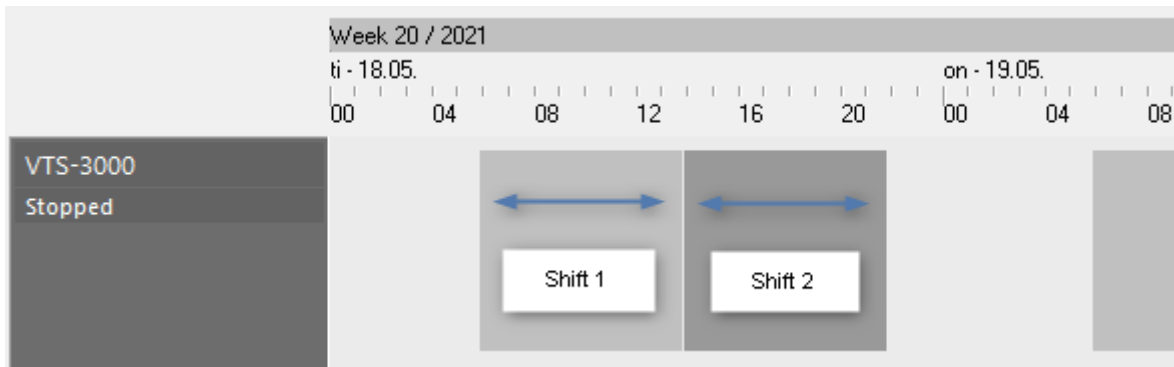 Week 20 / 2021
ti - 18.05. on - 19.05.
00 04 08 12 16 20 00 04 08
VTS-3000
Stopped
Shift 1 Shift 2